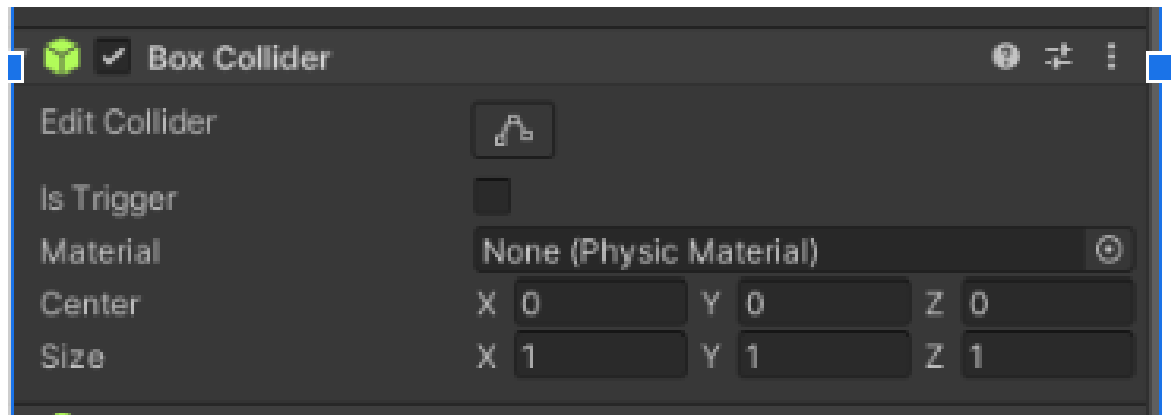 Box Collider
Edit Collider
Is Trigger
Material None (Physic Material)
Center X 0 Y 0 Z 0
Size X 1 Y 1 Z 1